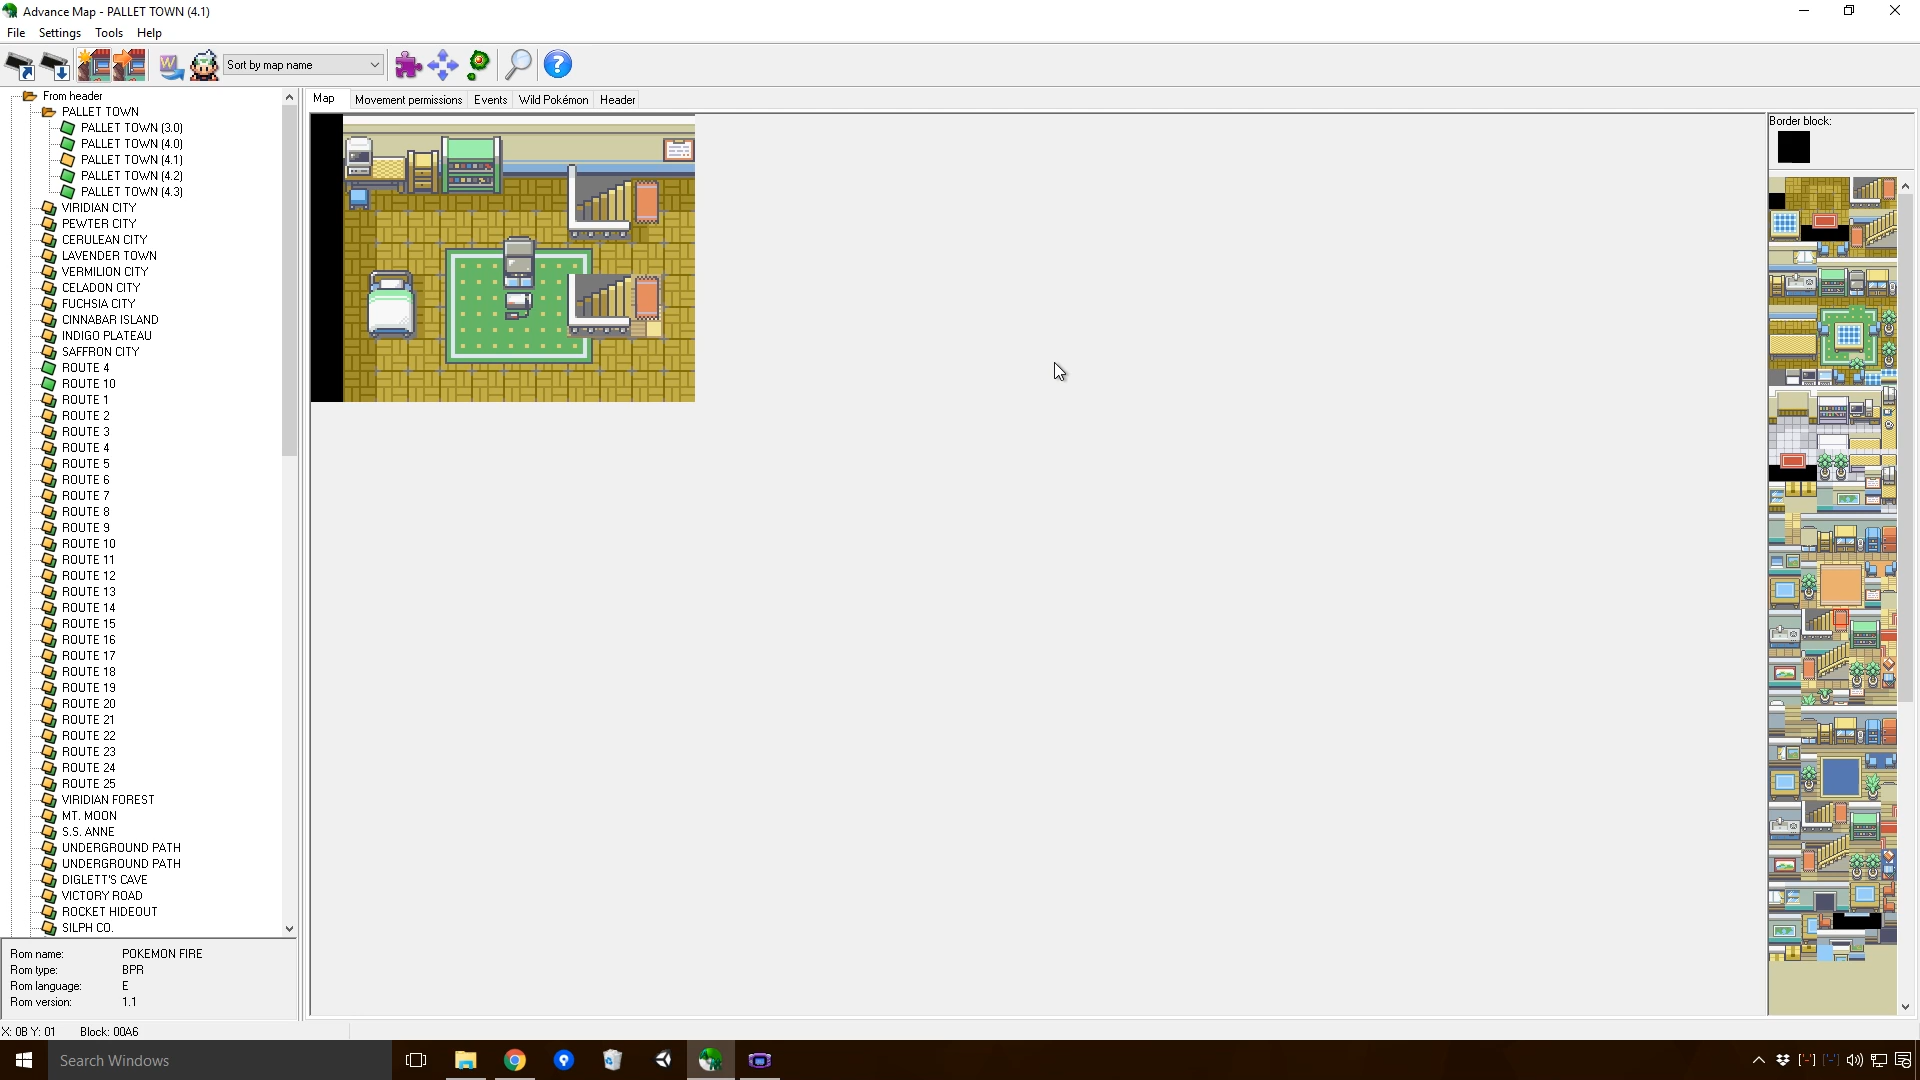 Advance Map - PALLET TOWN (4.1)
File Settings Tools Help
Sort by map name
From header
PALLET TOWN
PALLET TOWN (3.0)
PALLET TOWN (4.0)
PALLET TOWN (4.1)
PALLET TOWN (4.2)
PALLET TOWN (4.3)
VIRIDIAN CITY
PEWTER CITY
CERULEAN CITY
LAVENDER TOWN
VERMILION CITY
CELADON CITY
FUCHSIA CITY
CINNABAR ISLAND
INDIGO PLATEAU
SAFFRON CITY
ROUTE 4
ROUTE 10
ROUTE 1
ROUTE 2
ROUTE 3
ROUTE 4
ROUTE 5
ROUTE 6
ROUTE 7
ROUTE 8
ROUTE 9
ROUTE 10
ROUTE 11
ROUTE 12
ROUTE 13
ROUTE 14
ROUTE 15
ROUTE 16
ROUTE 17
ROUTE 18
ROUTE 19
ROUTE 20
ROUTE 21
ROUTE 22
ROUTE 23
ROUTE 24
ROUTE 25
VIRIDIAN FOREST
MT. MOON
S.S. ANNE
UNDERGROUND PATH
UNDERGROUND PATH
DIGLETT'S CAVE
VICTORY ROAD
ROCKET HIDEOUT
SILPH CO.
Rom name: POKEMON FIRE
Rom type: BPR
Rom language: E
Rom version: 1.1
X: 0B Y: 01 Block: 00A6
Map Movement permissions Events Wild Pokémon Header
Border block:
Search Windows